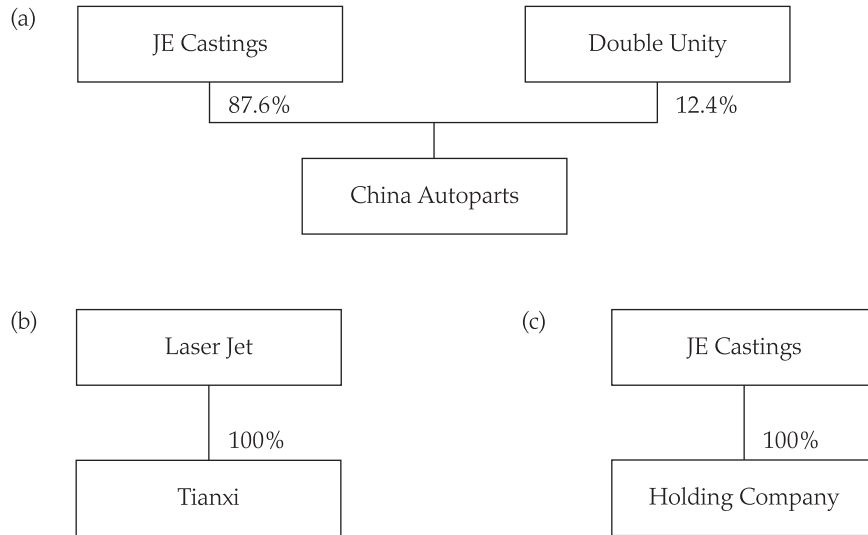 (a)
JE Castings
Double Unity
87.6%
12.4%
China Autoparts
(b)
Laser Jet
100%
Tianxi
(c)
JE Castings
100%
Holding Company